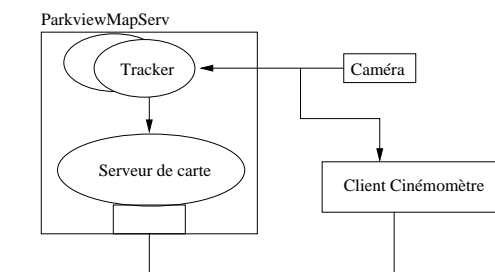 ParkviewMapServ
Tracker
Caméra
Serveur de carte
Client Cinémomètre